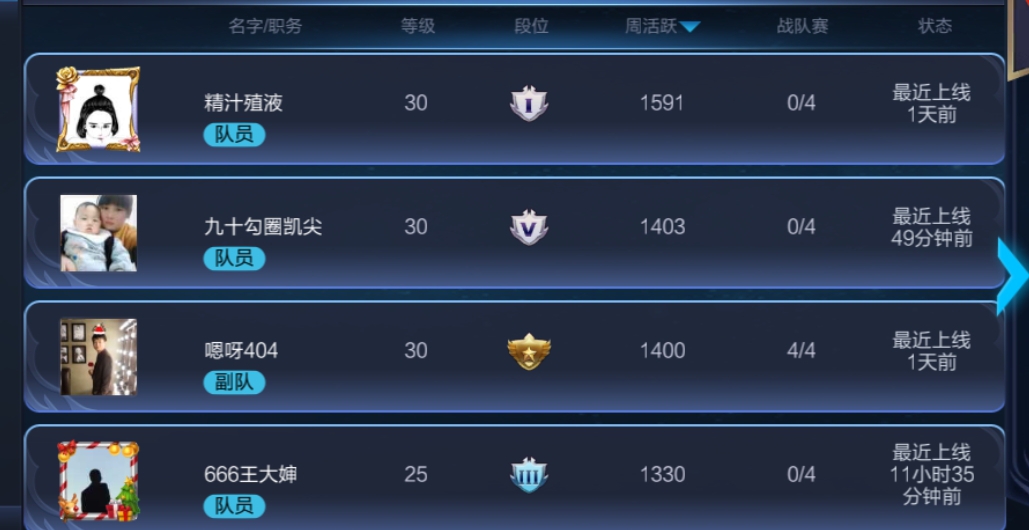 名字/职务 等级 段位 周活跃 战队赛 状态
精汁殖液 30 I 1591 0/4 最近上线
1天前
队员
九十勾圈凯尖 30 V 1403 0/4 最近上线
49分钟前
队员
嗯呀404 30 1400 4/4 最近上线
1天前
副队
666王大婶 25 III 1330 0/4 最近上线
11小时35
分钟前
队员